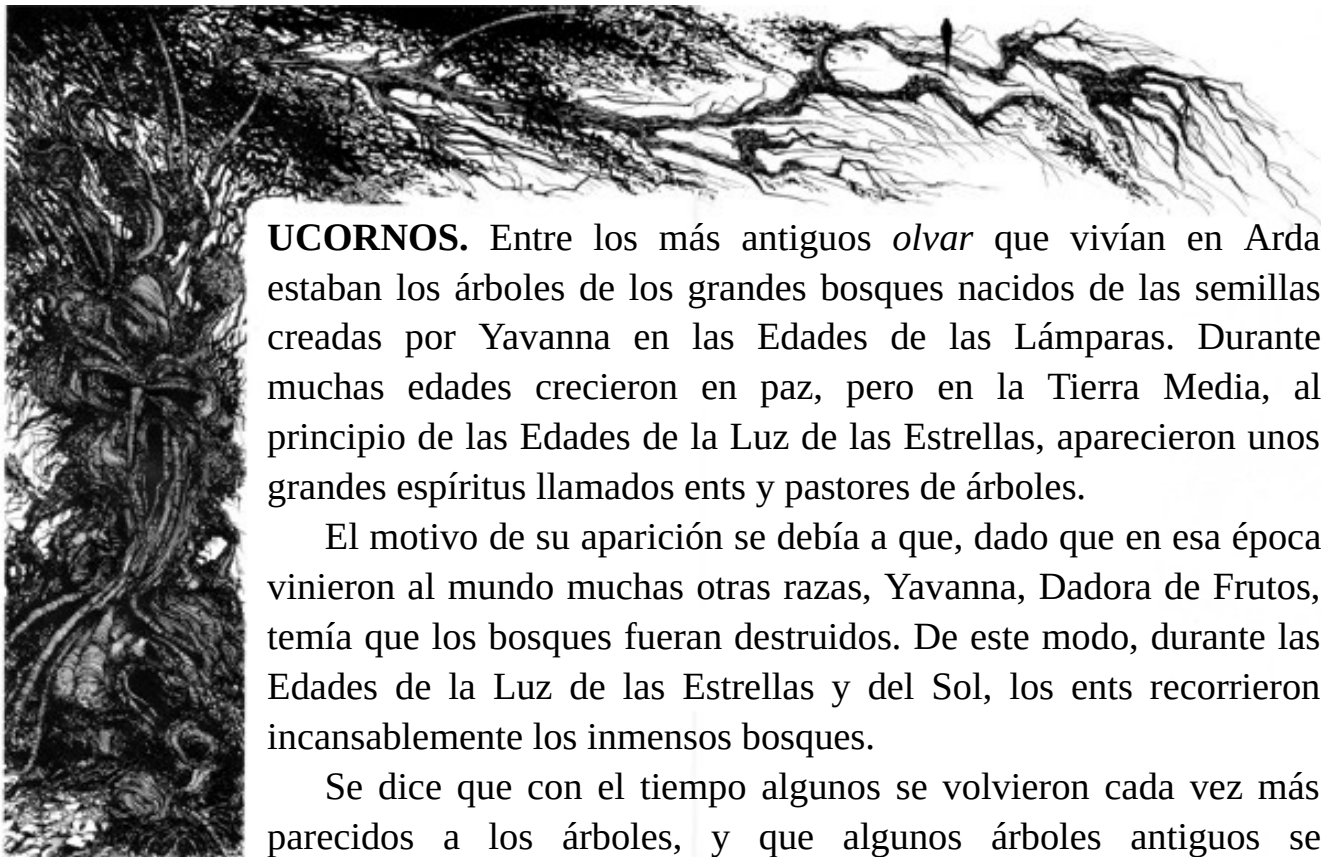 UCORNOS. Entre los más antiguos olvar que vivían en Arda
estaban los árboles de los grandes bosques nacidos de las semillas
creadas por Yavanna en las Edades de las Lámparas. Durante
muchas edades crecieron en paz, pero en la Tierra Media, al
principio de las Edades de la Luz de las Estrellas, aparecieron unos
grandes espíritus llamados ents y pastores de árboles.
El motivo de su aparición se debía a que, dado que en esa época
vinieron al mundo muchas otras razas, Yavanna, Dadora de Frutos,
temía que los bosques fueran destruidos. De este modo, durante las
Edades de la Luz de las Estrellas y del Sol, los ents recorrieron
incansablemente los inmensos bosques.
Se dice que con el tiempo algunos se volvieron cada vez más
parecidos a los árboles, y que algunos árboles antiguos se